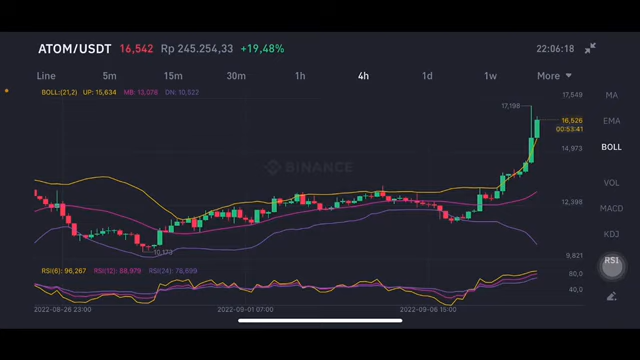 ATOM/USDT 16,542 Rp 245.254,33 +19,48% 22:06:18
Line 5m 15m 30m 1h 4h 1d 1w More
BOLL:(21,2) UP: 15,634 MB: 13,078 DN: 10,523
17,549
MA
17,198
16,526
00:53:41
EMA
BOLL
14,973
BINANCE
VOL
12,398
MACD
KDJ
10,173
9,821
RSI(6): 96,267 RSI(12): 88,979 RSI(24): 76,699
RSI
80,0
40,0
2022-08-26 23:00 2022-09-01 07:00 2022-09-06 15:00